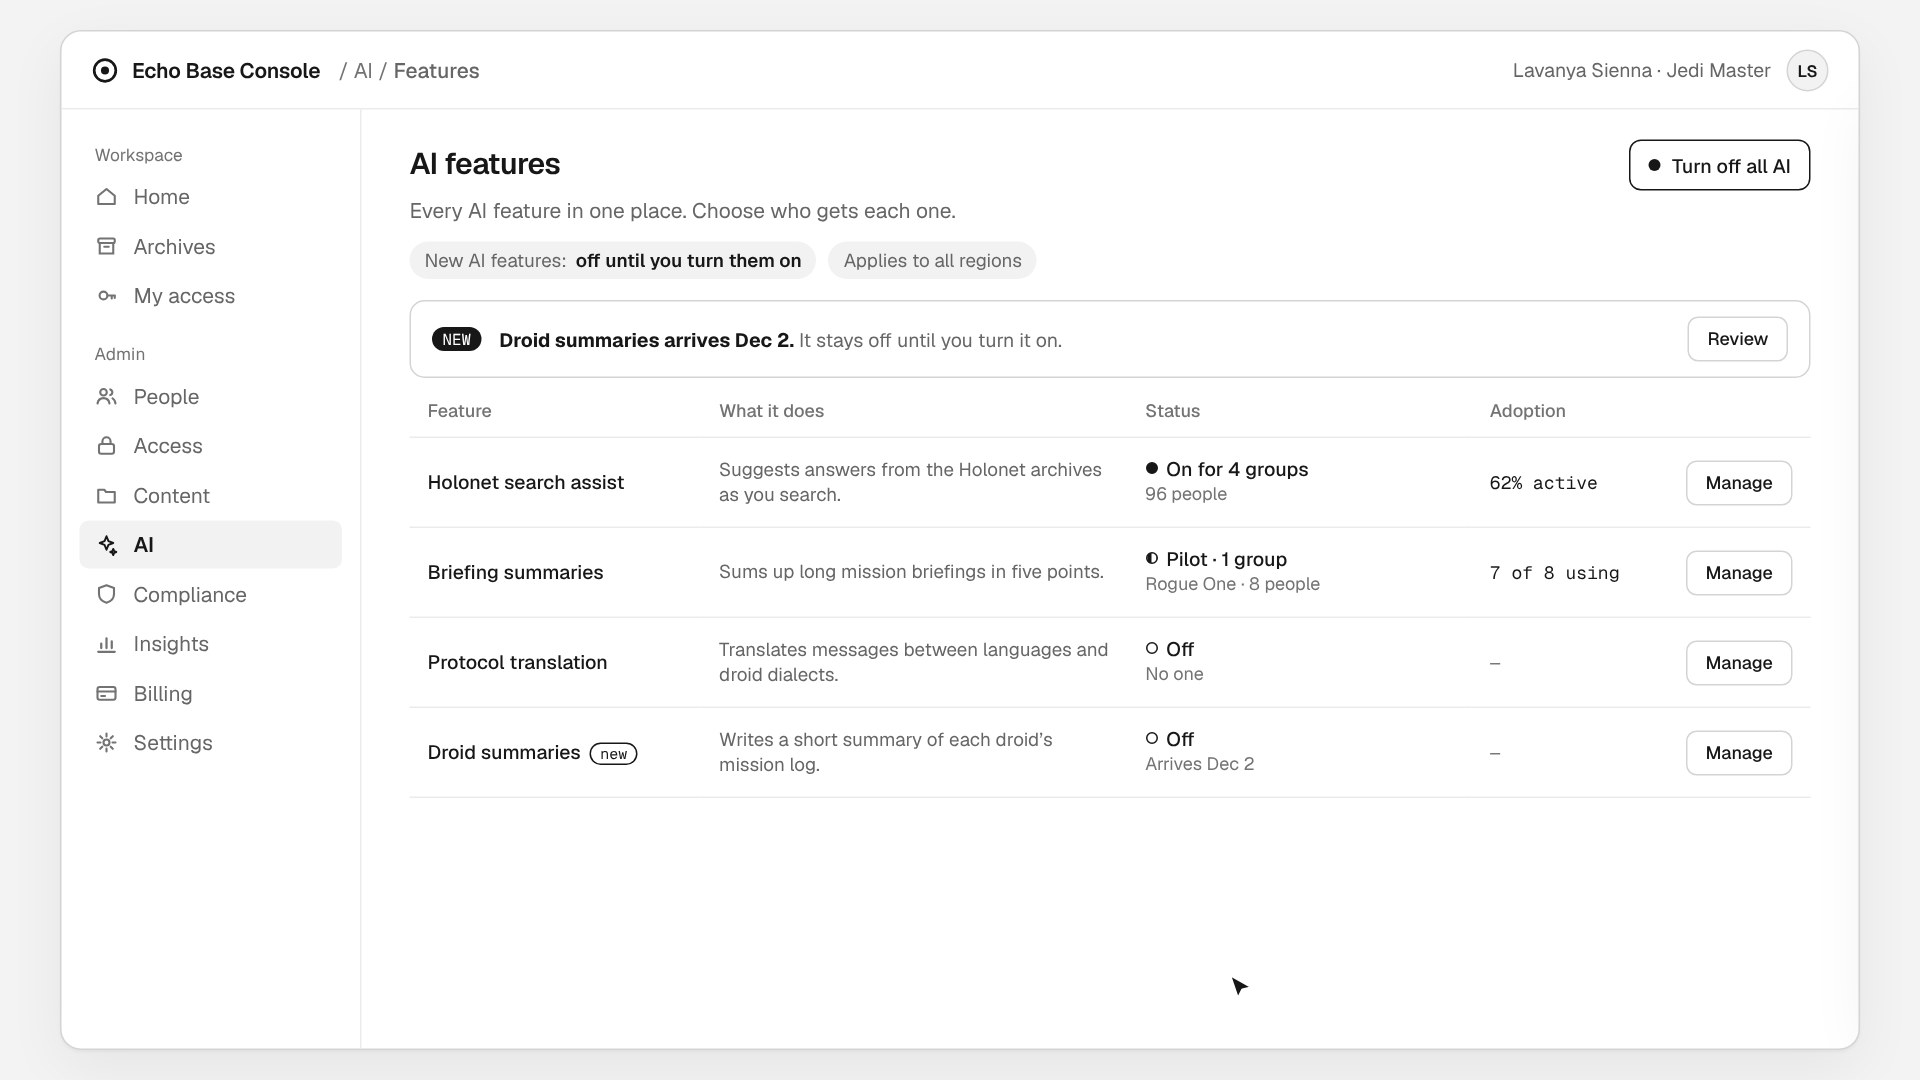 Echo Base Console / AI / Features
Lavanya Sienna · Jedi Master LS
Workspace
Home
Archives
My access
Admin
People
Access
Content
AI
Compliance
Insights
Billing
Settings
AI features
Turn off all AI
Every AI feature in one place. Choose who gets each one.
New AI features: off until you turn them on
Applies to all regions
NEW Droid summaries arrives Dec 2. It stays off until you turn it on.
Review
Feature What it does Status Adoption
Holonet search assist
Suggests answers from the Holonet archives
as you search.
On for 4 groups
96 people
62% active
Manage
Briefing summaries
Sums up long mission briefings in five points.
Pilot · 1 group
Rogue One · 8 people
7 of 8 using
Manage
Protocol translation
Translates messages between languages and
droid dialects.
Off
No one
–
Manage
Droid summaries new
Writes a short summary of each droid’s
mission log.
Off
Arrives Dec 2
–
Manage